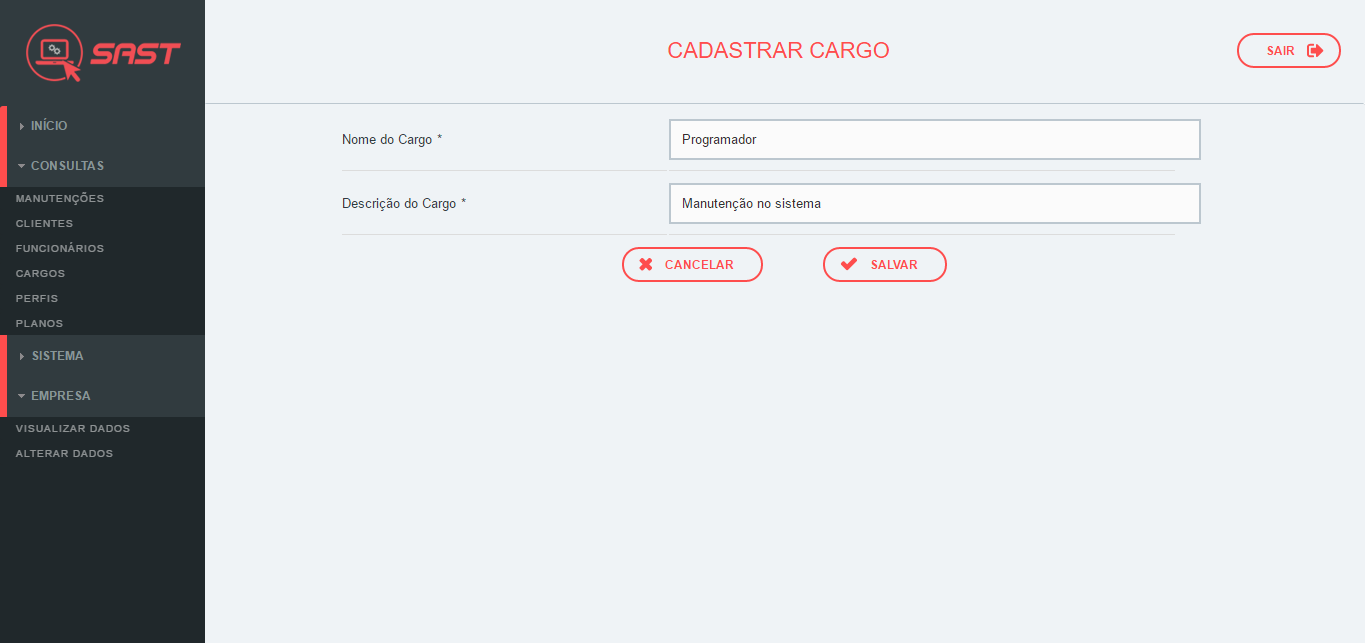 SAST
CADASTRAR CARGO
SAIR
INÍCIO
CONSULTAS
MANUTENÇÕES
CLIENTES
FUNCIONÁRIOS
CARGOS
PERFIS
PLANOS
SISTEMA
EMPRESA
VISUALIZAR DADOS
ALTERAR DADOS
Nome do Cargo * Programador
Descrição do Cargo * Manutenção no sistema
CANCELAR SALVAR